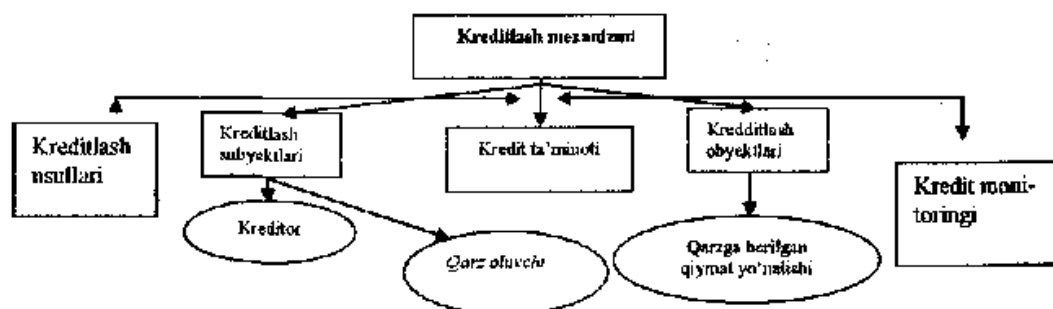 Kreditlash mexanizmi
Kreditlash
usullari
Kreditlash
subyektlari
Kredit ta’minoti
Kredditlash
obyektlari
Kredit moni-
toringi
Kreditor
Qarz oluvchi
Qarzga berilgan
qiymat yo’nalishi